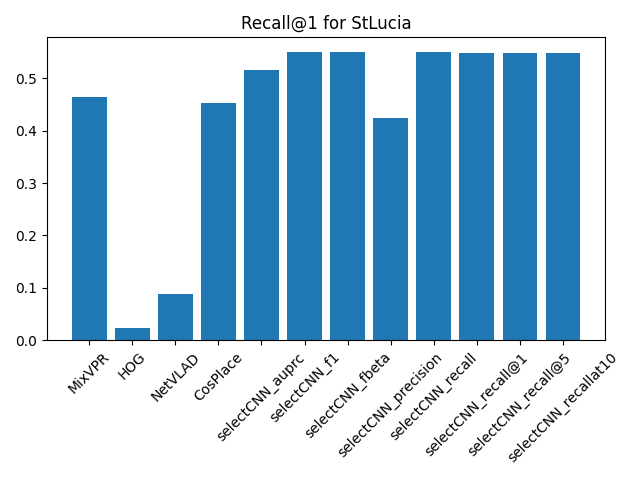 Recall@1 for StLucia
0.5
0.4
0.3
0.2
0.1
0.0
MixVPR
HOG
NetVLAD
CosPlace
selectCNN_auprc
selectCNN_f1
selectCNN_fbeta
selectCNN_precision
selectCNN_recall
selectCNN_recall@1
selectCNN_recall@5
selectCNN_recallat10